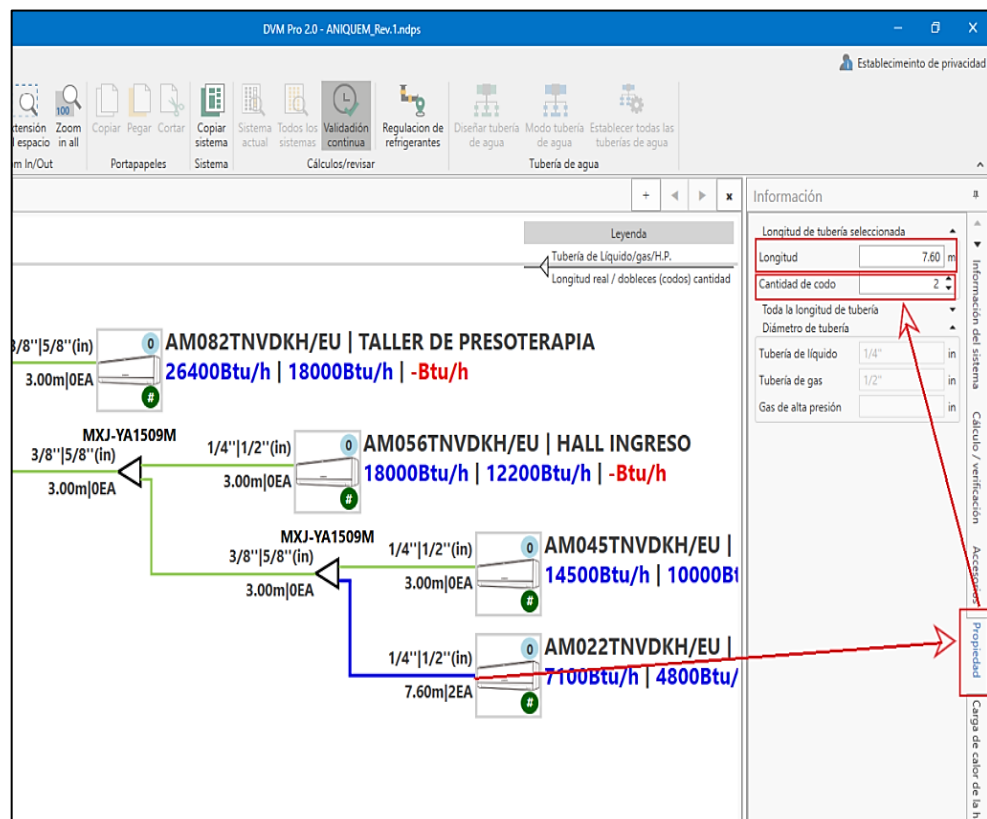 DVM Pro 2.0 - ANIQUEM_Rev.1.ndps
Establecimeinto de privacidad
xtensión
l espacio
Zoom
in all
Copiar
Pegar
Cortar
Copiar
sistema
Sistema
actual
Todos los
sistemas
Validadión
continua
Regulacion de
refrigerantes
Diseñar tubería
de agua
Modo tubería
de agua
Establecer todas las
tuberías de agua
om In/Out
Portapapeles
Sistema
Cálculos/revisar
Tubería de agua
Leyenda
Tubería de Líquido/gas/H.P.
Longitud real / dobleces (codos) cantidad
3/8''|5/8''(in)
3.00m|0EA
0
#
AM082TNVDKH/EU | TALLER DE PRESOTERAPIA
26400Btu/h | 18000Btu/h | -Btu/h
MXJ-YA1509M
3/8''|5/8''(in)
3.00m|0EA
1/4''|1/2''(in)
3.00m|0EA
0
#
AM056TNVDKH/EU | HALL INGRESO
18000Btu/h | 12200Btu/h | -Btu/h
MXJ-YA1509M
3/8''|5/8''(in)
3.00m|0EA
1/4''|1/2''(in)
3.00m|0EA
0
#
AM045TNVDKH/EU |
14500Btu/h | 10000Bt
1/4''|1/2''(in)
7.60m|2EA
0
#
AM022TNVDKH/EU |
7100Btu/h | 4800Btu/
Información
Longitud de tubería seleccionada
Longitud 7.60 m
Cantidad de codo 2
Toda la longitud de tubería
Diámetro de tubería
Tubería de líquido 1/4" in
Tubería de gas 1/2" in
Gas de alta presión in
Información del sistema
Cálculo / verificación
Accesorios
Propiedad
Carga de calor de la h